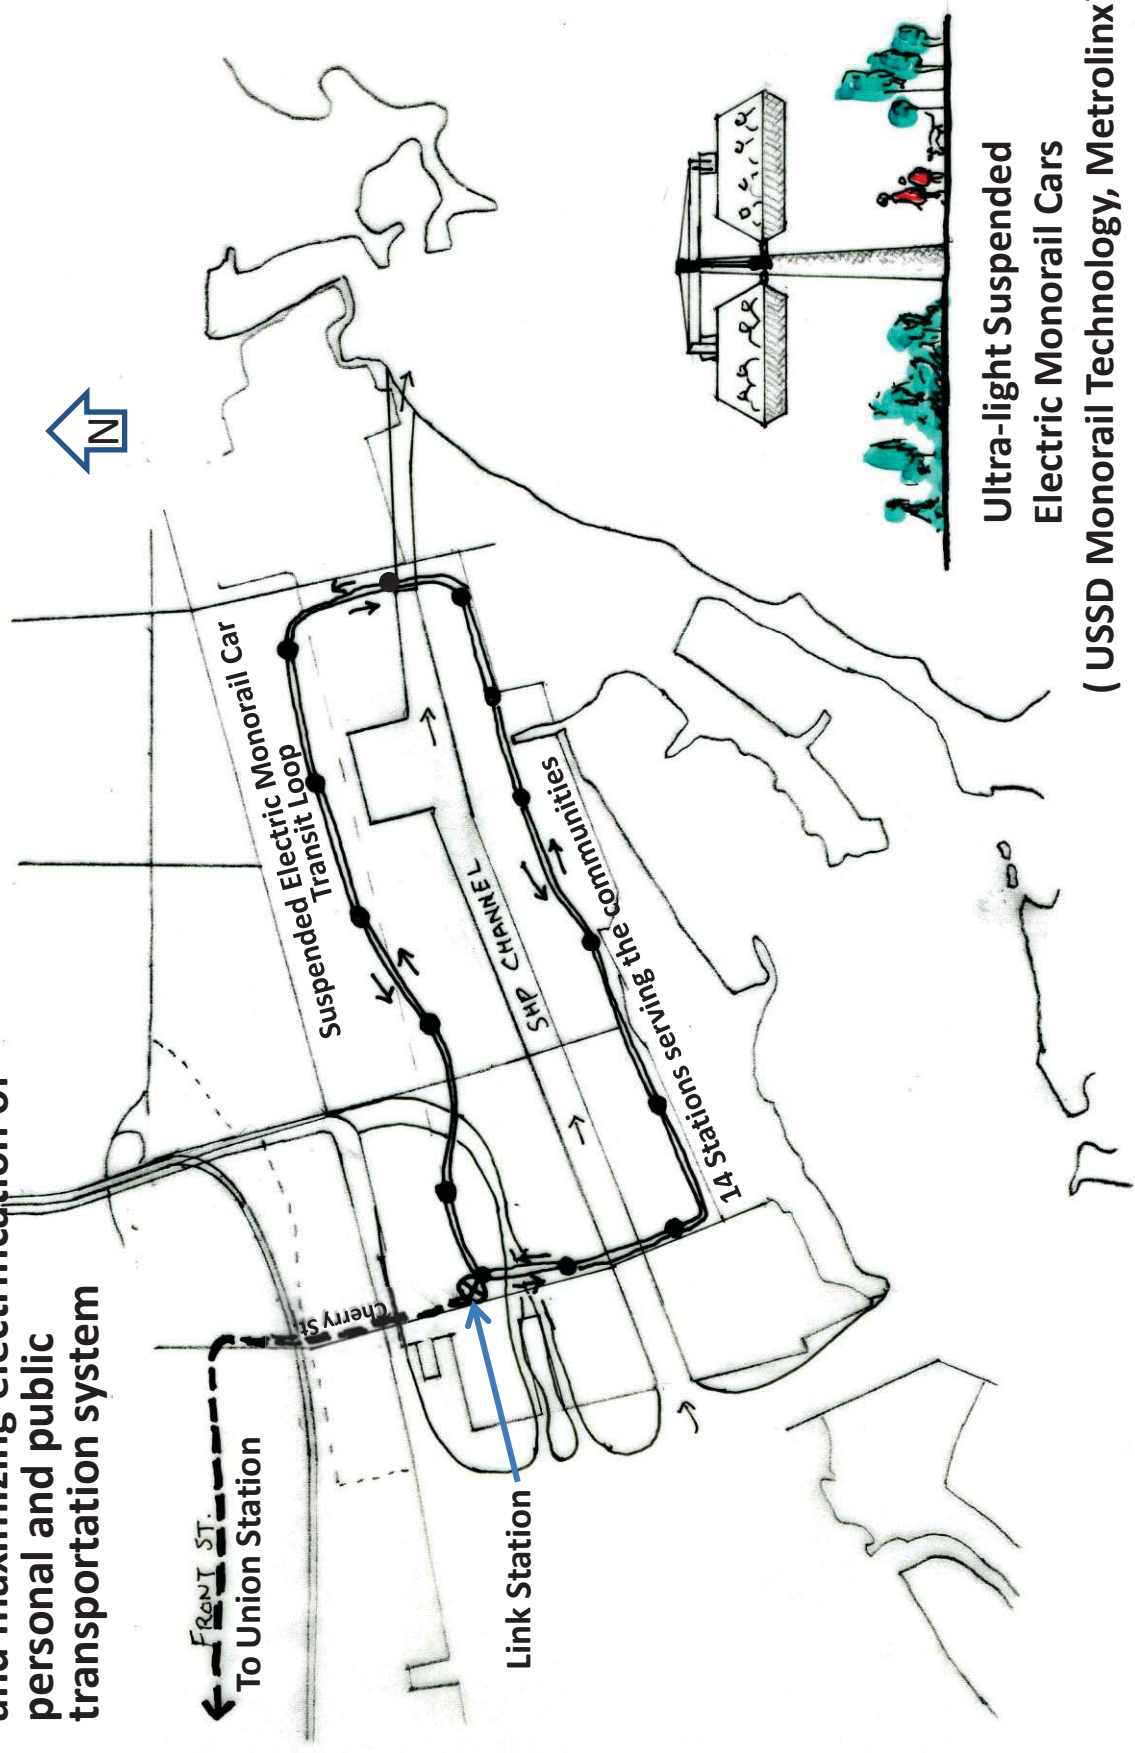 personal and public
transportation system
FRONT ST.
To Union Station
Cherry St.
Link Station
N
Suspended Electric Monorail Car
Transit Loop
SHP CHANNEL
14 Stations serving the communities
Ultra-light Suspended
Electric Monorail Cars
( USSD Monorail Technology, Metrolinx